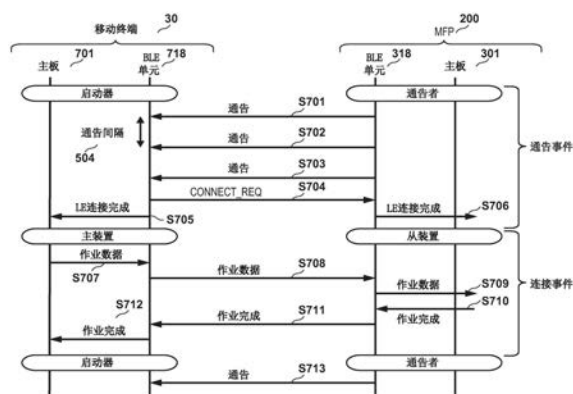 移动终端 30
MFP 200
主板 701
BLE 单元 718
BLE 单元 318
主板 301
启动器
通告者
通告 S701
通告间隔
504
通告 S702
通告 S703
CONNECT_REQ S704
LE连接完成 S705
LE连接完成 S706
通告事件
主装置
从装置
作业数据 S707
作业数据 S708
作业数据 S709
S710
作业完成
作业完成 S711
S712
作业完成
连接事件
启动器
通告者
通告 S713